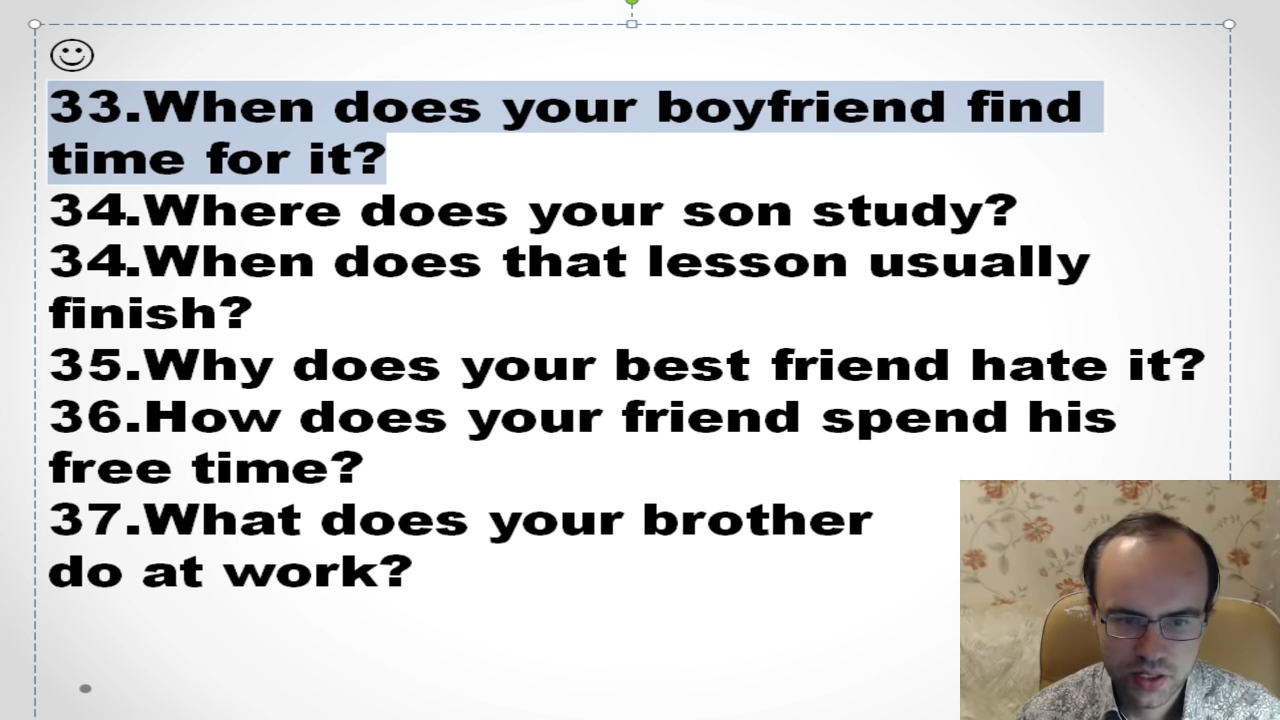 33.When does your boyfriend find
time for it?
34.Where does your son study?
34.When does that lesson usually
finish?
35.Why does your best friend hate it?
36.How does your friend spend his
free time?
37.What does your brother
do at work?